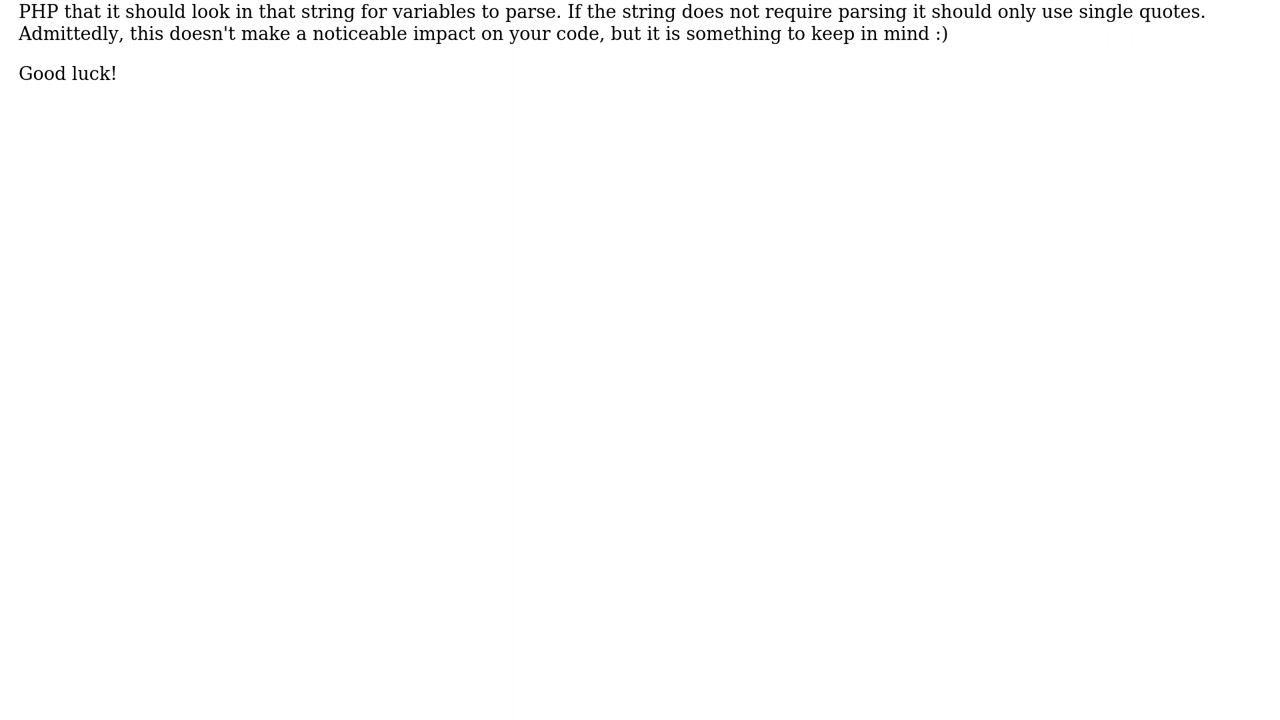 PHP that it should look in that string for variables to parse. If the string does not require parsing it should only use single quotes.
Admittedly, this doesn't make a noticeable impact on your code, but it is something to keep in mind :)
Good luck!